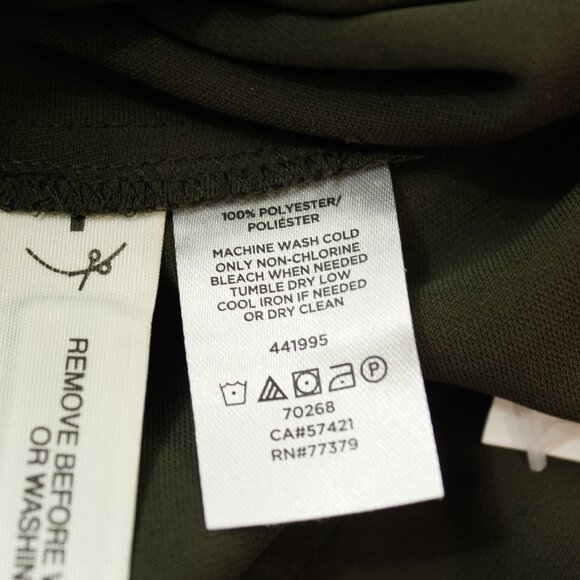 100% POLYESTER/
POLIÉSTER
MACHINE WASH COLD
ONLY NON-CHLORINE
BLEACH WHEN NEEDED
TUMBLE DRY LOW
COOL IRON IF NEEDED
OR DRY CLEAN
441995
P
70268
CA#57421
RN#77379
REMOVE BEFORE
OR WASHIN